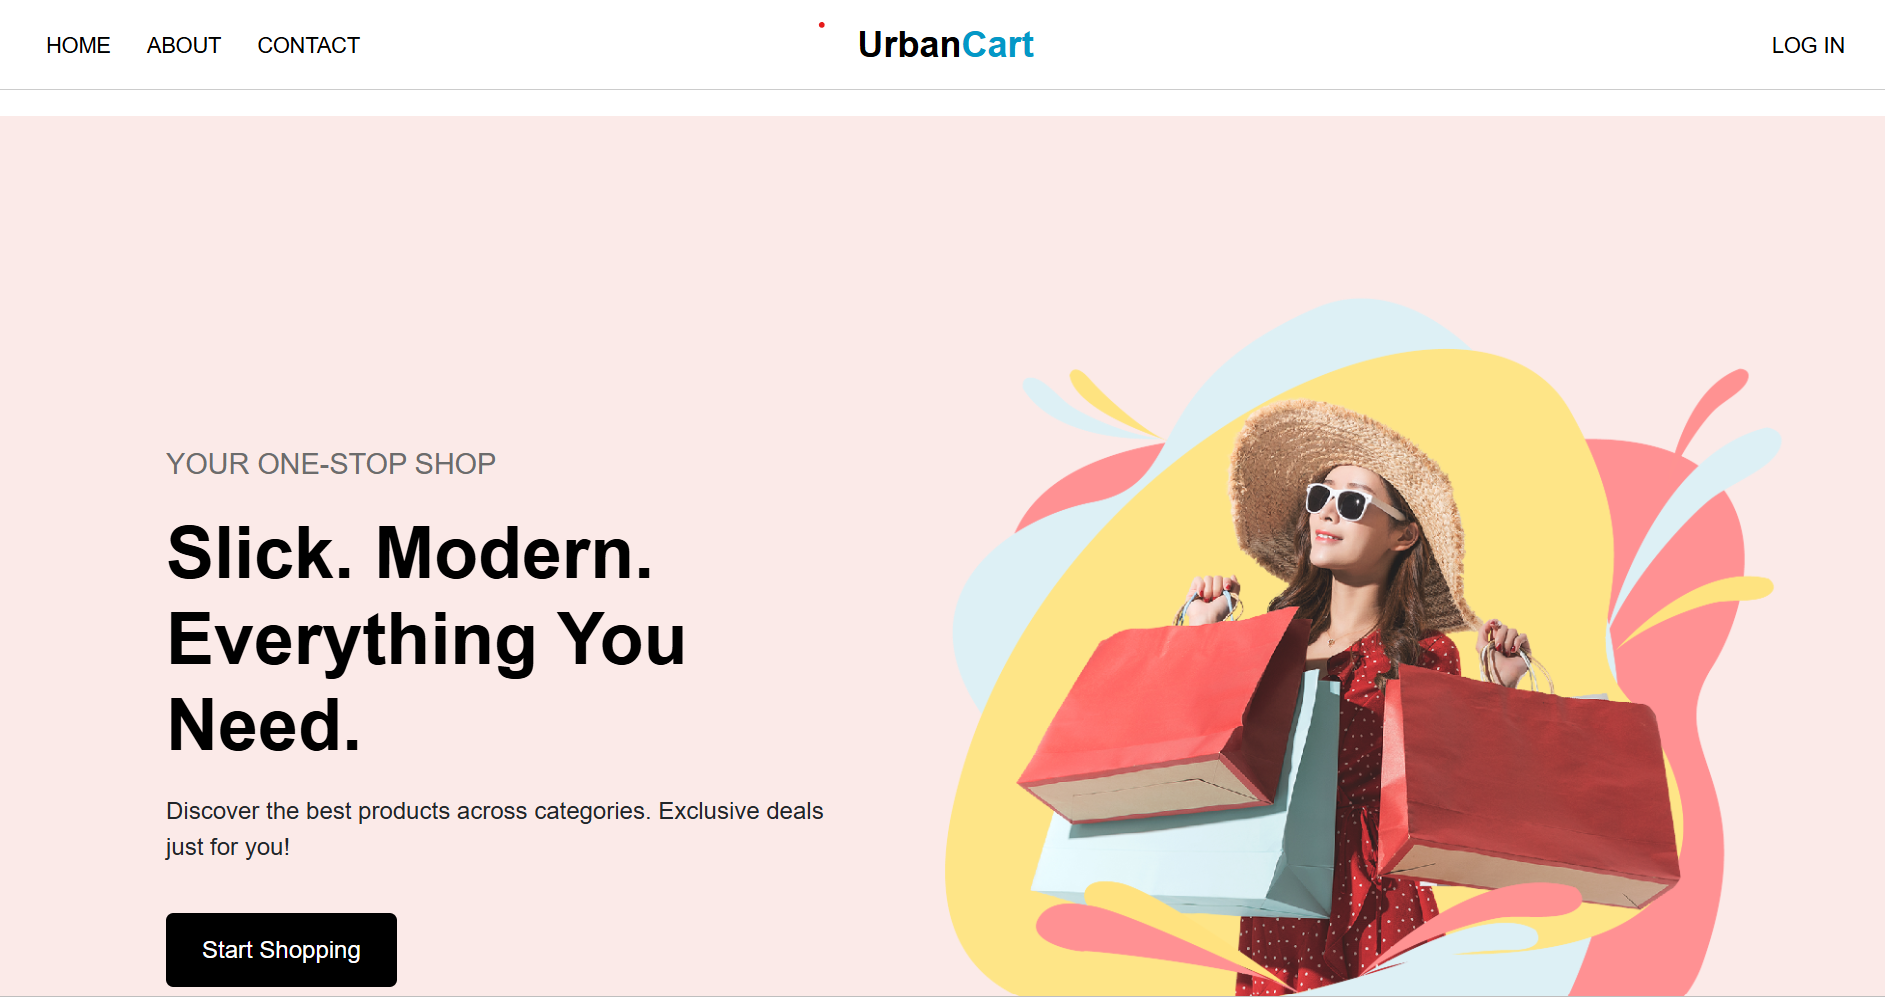 HOME ABOUT CONTACT UrbanCart LOG IN
YOUR ONE-STOP SHOP
Slick. Modern.
Everything You
Need.
Discover the best products across categories. Exclusive deals
just for you!
Start Shopping